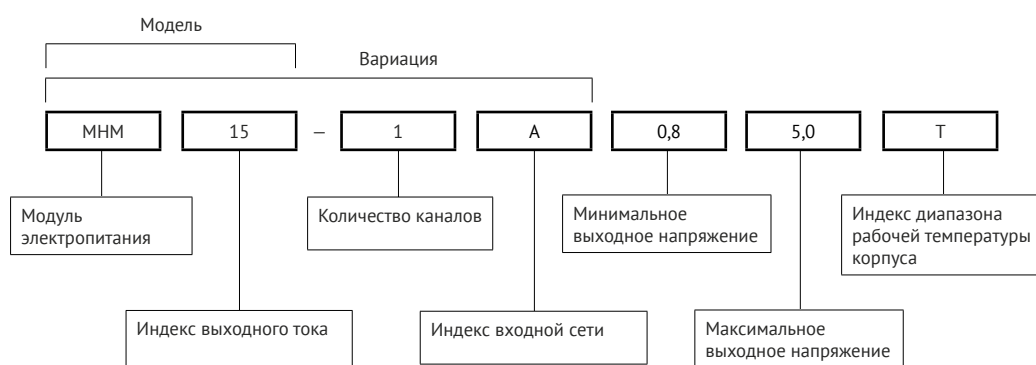 Модель
Вариация
МНМ 15 – 1 А 0,8 5,0 Т
Модуль
электропитания
Количество каналов
Минимальное
выходное напряжение
Индекс диапазона
рабочей температуры
корпуса
Индекс выходного тока
Индекс входной сети
Максимальное
выходное напряжение